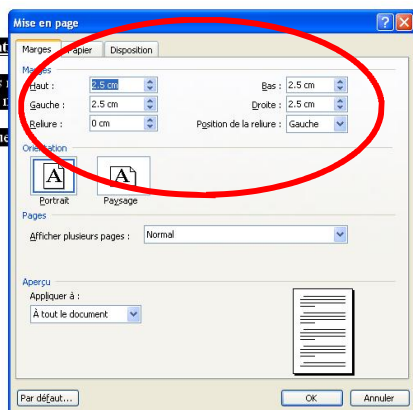 Mise en page
Marges Papier Disposition
Marges
Haut : 2.5 cm Bas : 2.5 cm
Gauche : 2.5 cm Droite : 2.5 cm
Reliure : 0 cm Position de la reliure : Gauche
Orientation
A A
Portrait Paysage
Pages
Afficher plusieurs pages : Normal
Aperçu
Appliquer à :
À tout le document
Par défaut... OK Annuler